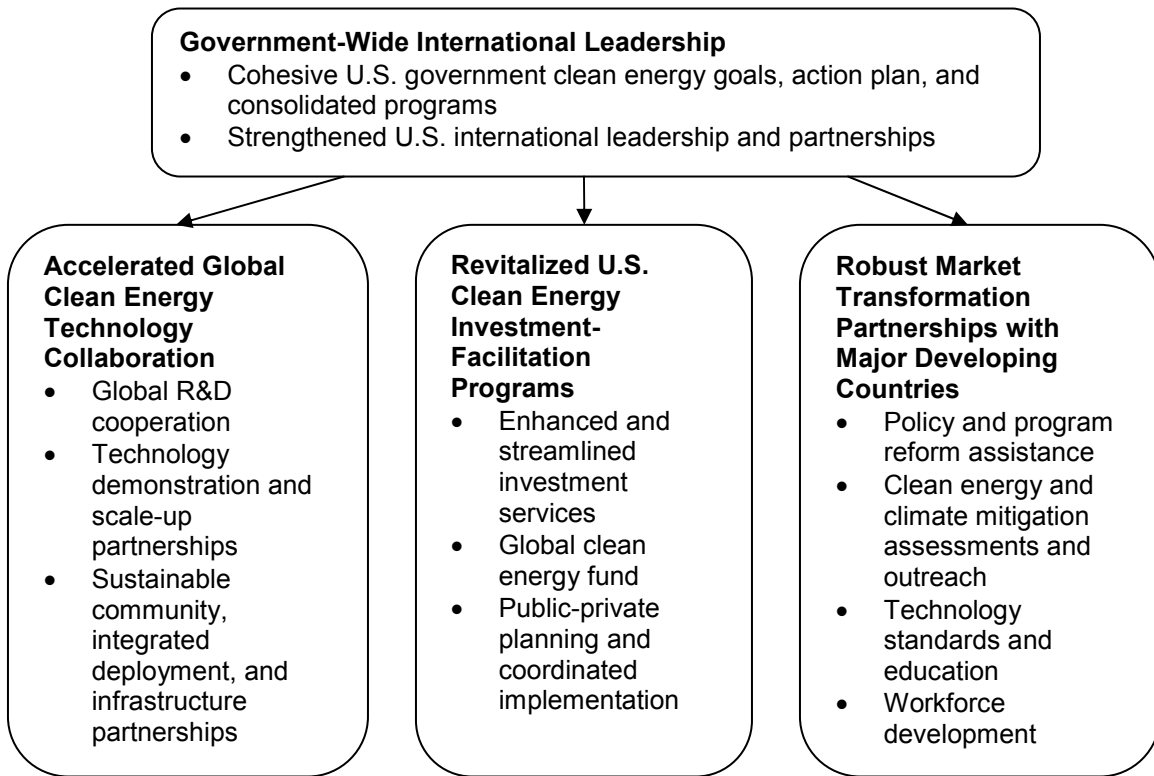 Government-Wide International Leadership
• Cohesive U.S. government clean energy goals, action plan, and
consolidated programs
• Strengthened U.S. international leadership and partnerships
Accelerated Global
Clean Energy
Technology
Collaboration
• Global R&D
cooperation
• Technology
demonstration and
scale-up
partnerships
• Sustainable
community,
integrated
deployment, and
infrastructure
partnerships
Revitalized U.S.
Clean Energy
Investment-
Facilitation
Programs
• Enhanced and
streamlined
investment
services
• Global clean
energy fund
• Public-private
planning and
coordinated
implementation
Robust Market
Transformation
Partnerships with
Major Developing
Countries
• Policy and program
reform assistance
• Clean energy and
climate mitigation
assessments and
outreach
• Technology
standards and
education
• Workforce
development